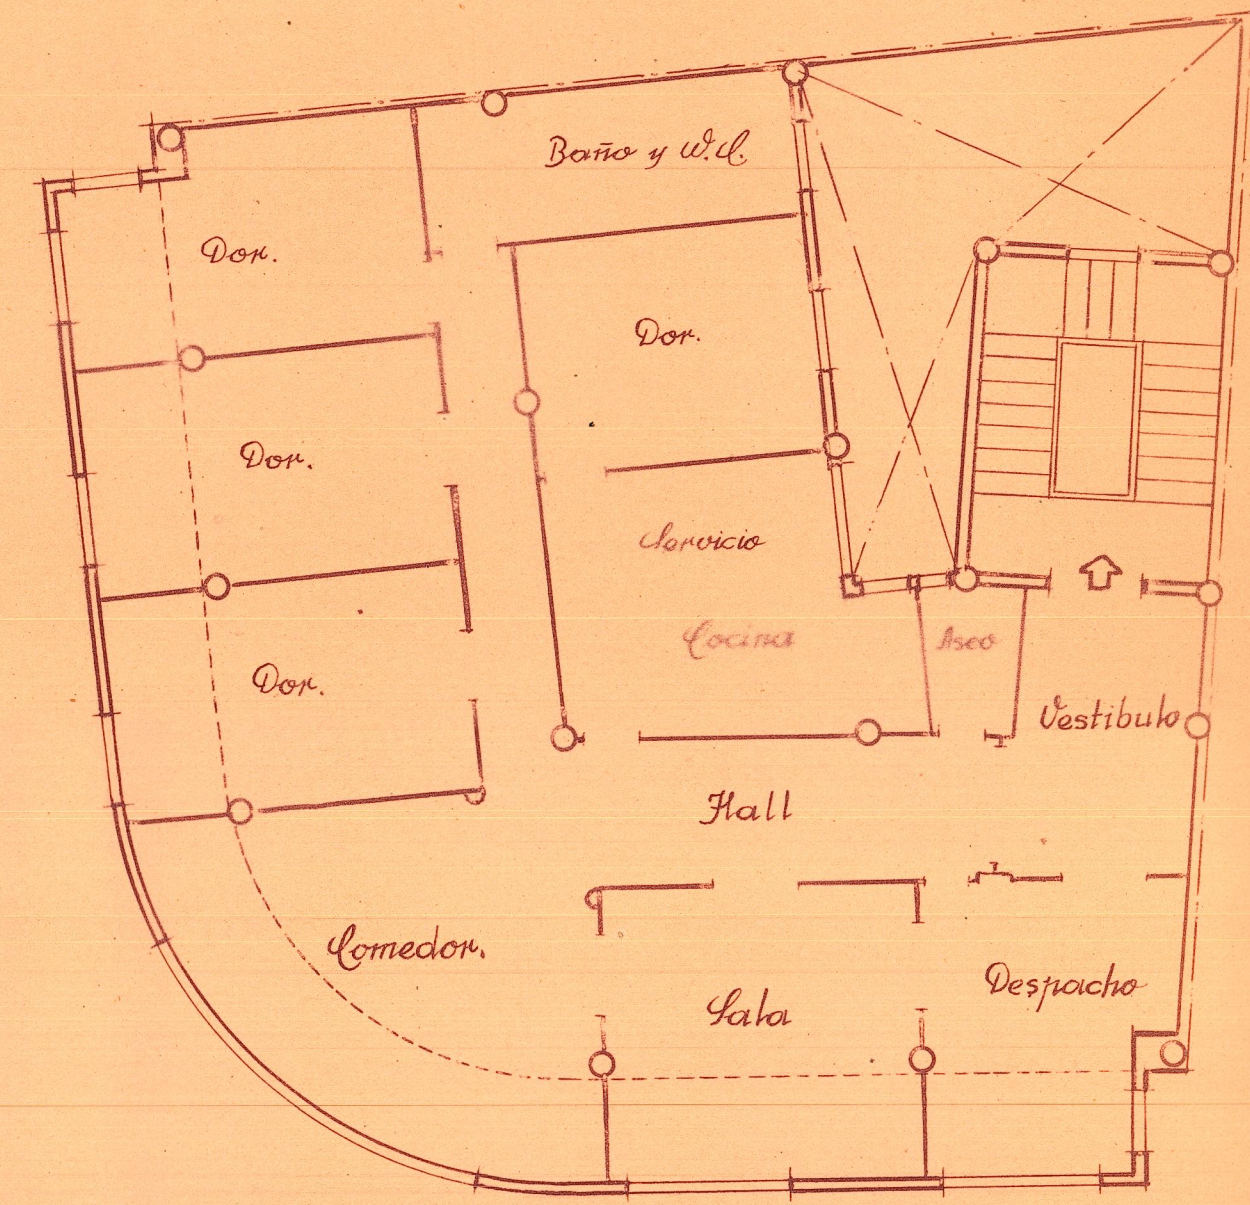 Baño y W.C.
Dor.
Dor.
Dor.
Servicio
Cocina
Aseo
Dor.
Vestibulo
Hall
Comedor.
Despacho
Sala